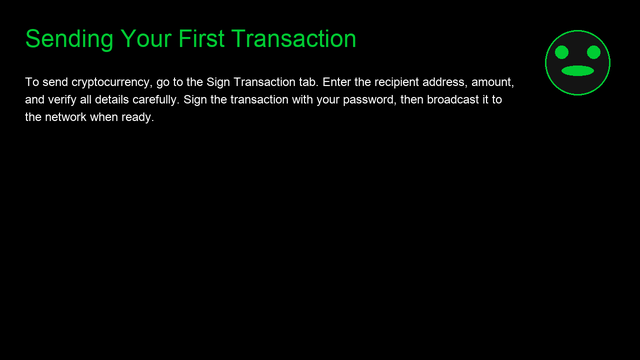 Sending Your First Transaction
To send cryptocurrency, go to the Sign Transaction tab. Enter the recipient address, amount,
and verify all details carefully. Sign the transaction with your password, then broadcast it to
the network when ready.